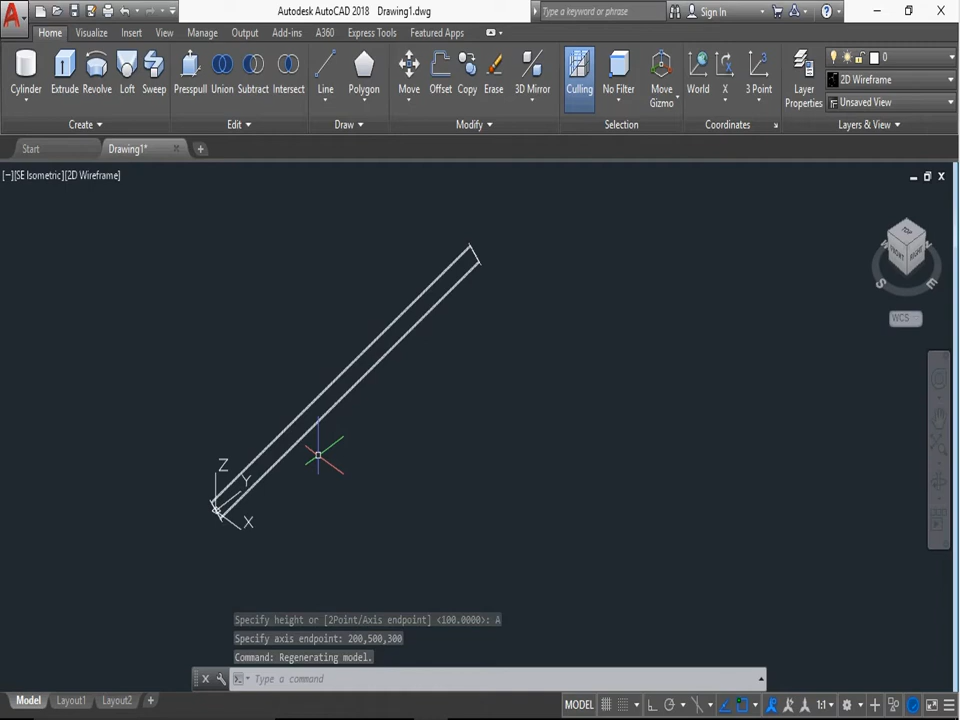 Autodesk AutoCAD 2018 Drawing1.dwg
Type a keyword or phrase
Sign In
Home Visualize Insert View Manage Output Add-ins A360 Express Tools Featured Apps
Cylinder Extrude Revolve Loft Sweep Presspull Union Subtract Intersect Line Polygon Move Offset Copy Erase 3D Mirror Culling No Filter Move Gizmo World X 3 Point Layer Properties
0
2D Wireframe
Unsaved View
Create Edit Draw Modify Selection Coordinates Layers & View
Start Drawing1*
[−][SE Isometric][2D Wireframe]
TOP
FRONT RIGHT
S E
WCS
Z
Y
X
Specify height or [2Point/Axis endpoint] <100.0000>: A
Specify axis endpoint: 200,500,300
Command: Regenerating model.
Type a command
Model Layout1 Layout2
MODEL 1:1